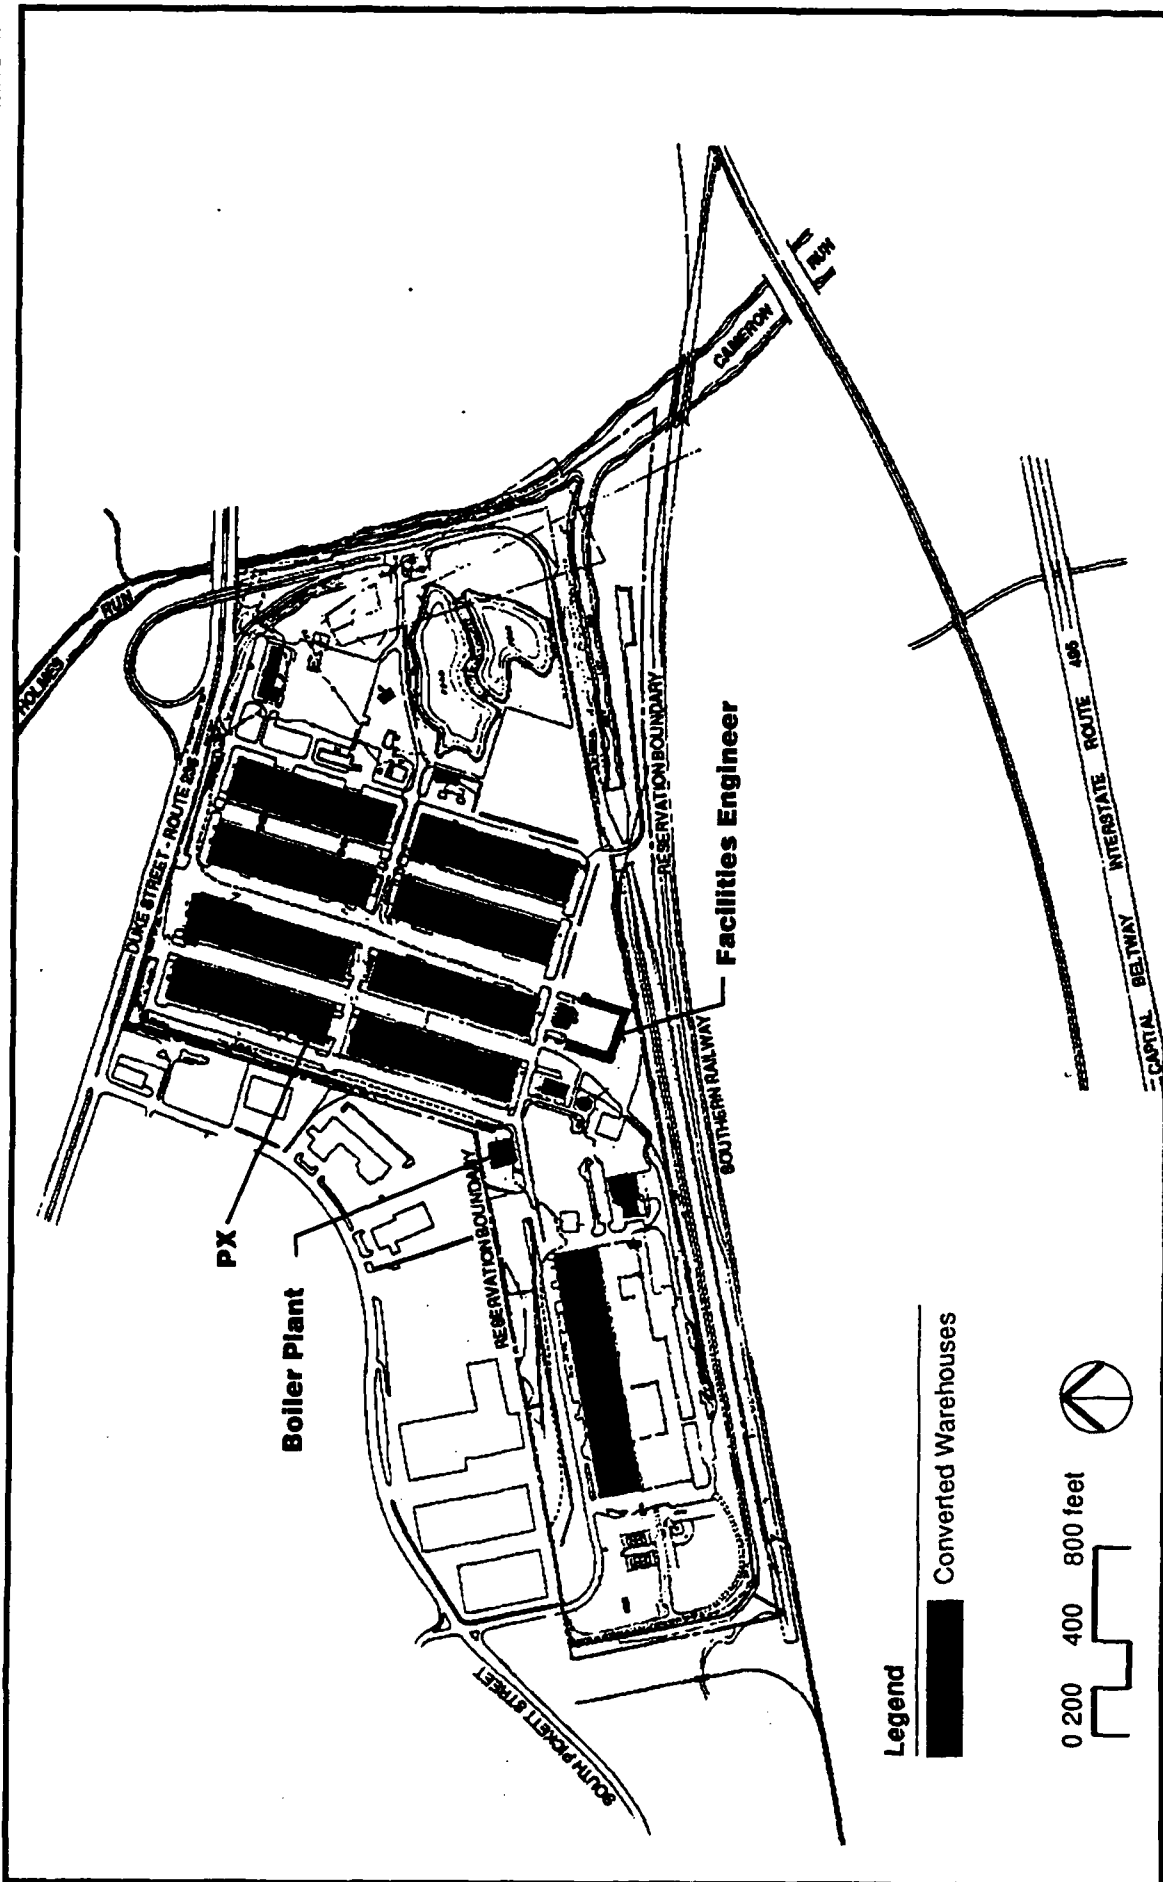 HOLMES
RUN
DUKE STREET - ROUTE 236
CAMERON
RUN
RESERVATION BOUNDARY
SOUTHERN RAILWAY
Facilities Engineer
PX
Boiler Plant
RESERVATION BOUNDARY
SOUTH PICKETT STREET
CAPITAL BELTWAY INTERSTATE ROUTE 495
Legend
Converted Warehouses
0 200 400 800 feet